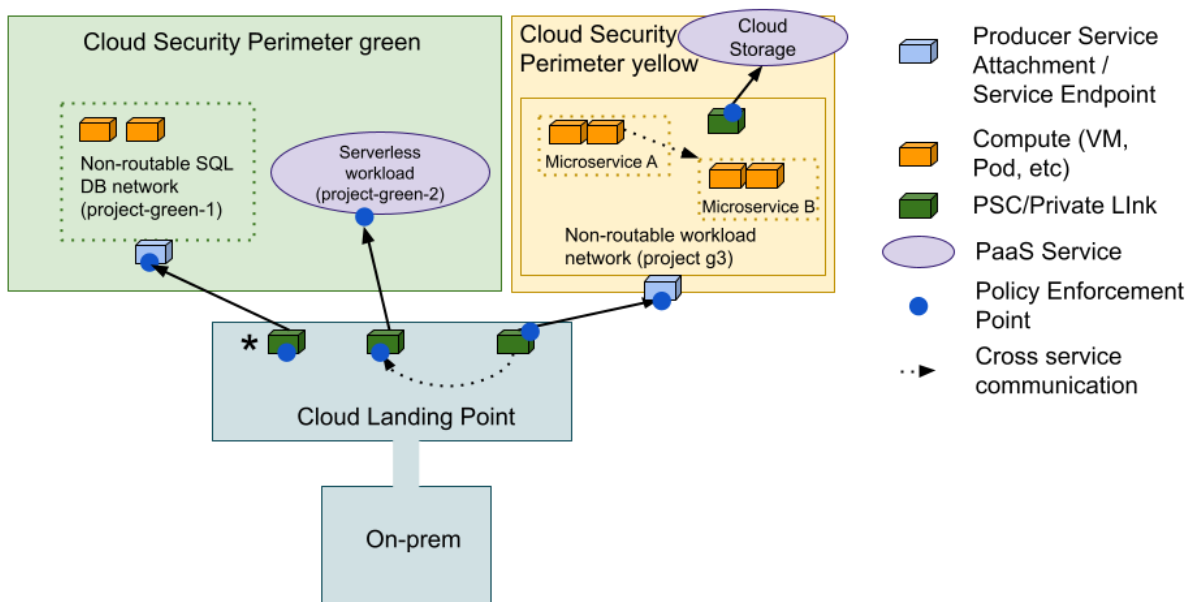 Cloud Security Perimeter green
Non-routable SQL
DB network
(project-green-1)
Serverless
workload
(project-green-2)
Cloud Security
Perimeter yellow
Cloud
Storage
Microservice A
Microservice B
Non-routable workload
network (project g3)
*
Cloud Landing Point
On-prem
Producer Service
Attachment /
Service Endpoint
Compute (VM,
Pod, etc)
PSC/Private LInk
PaaS Service
Policy Enforcement
Point
Cross service
communication